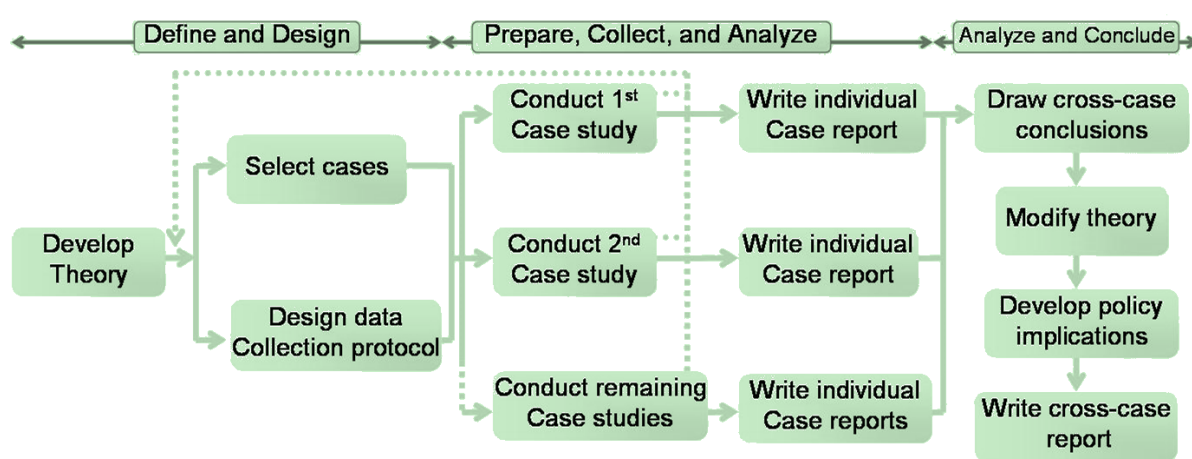 Define and Design
Prepare, Collect, and Analyze
Analyze and Conclude
Develop
Theory
Select cases
Design data
Collection protocol
Conduct 1st
Case study
Conduct 2nd
Case study
Conduct remaining
Case studies
Write individual
Case report
Write individual
Case report
Write individual
Case reports
Draw cross-case
conclusions
Modify theory
Develop policy
implications
Write cross-case
report